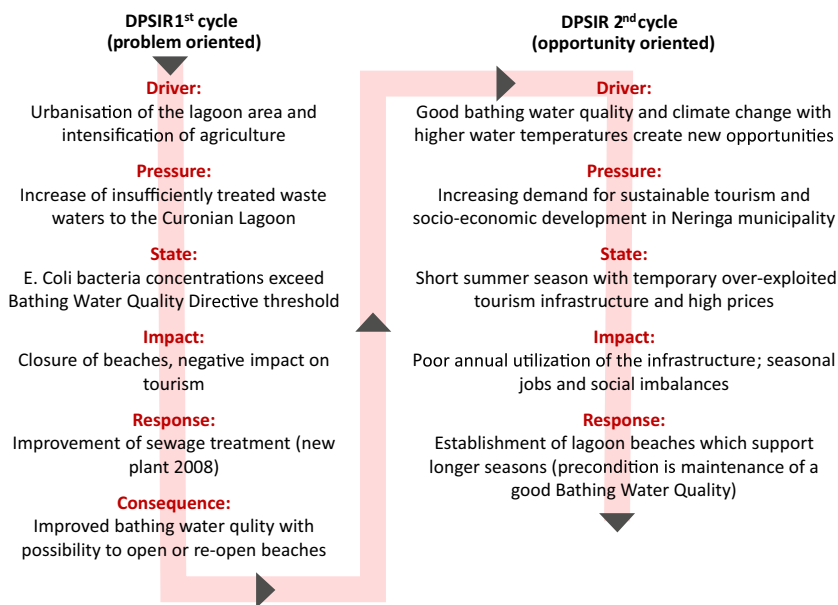 DPSIR 1st cycle
(problem oriented)
Driver:
Urbanisation of the lagoon area and
intensification of agriculture
Pressure:
Increase of insufficiently treated waste
waters to the Curonian Lagoon
State:
E. Coli bacteria concentrations exceed
Bathing Water Quality Directive threshold
Impact:
Closure of beaches, negative impact on
tourism
Response:
Improvement of sewage treatment (new
plant 2008)
Consequence:
Improved bathing water qulity with
possibility to open or re-open beaches
DPSIR 2nd cycle
(opportunity oriented)
Driver:
Good bathing water quality and climate change with
higher water temperatures create new opportunities
Pressure:
Increasing demand for sustainable tourism and
socio-economic development in Neringa municipality
State:
Short summer season with temporary over-exploited
tourism infrastructure and high prices
Impact:
Poor annual utilization of the infrastructure; seasonal
jobs and social imbalances
Response:
Establishment of lagoon beaches which support
longer seasons (precondition is maintenance of a
good Bathing Water Quality)